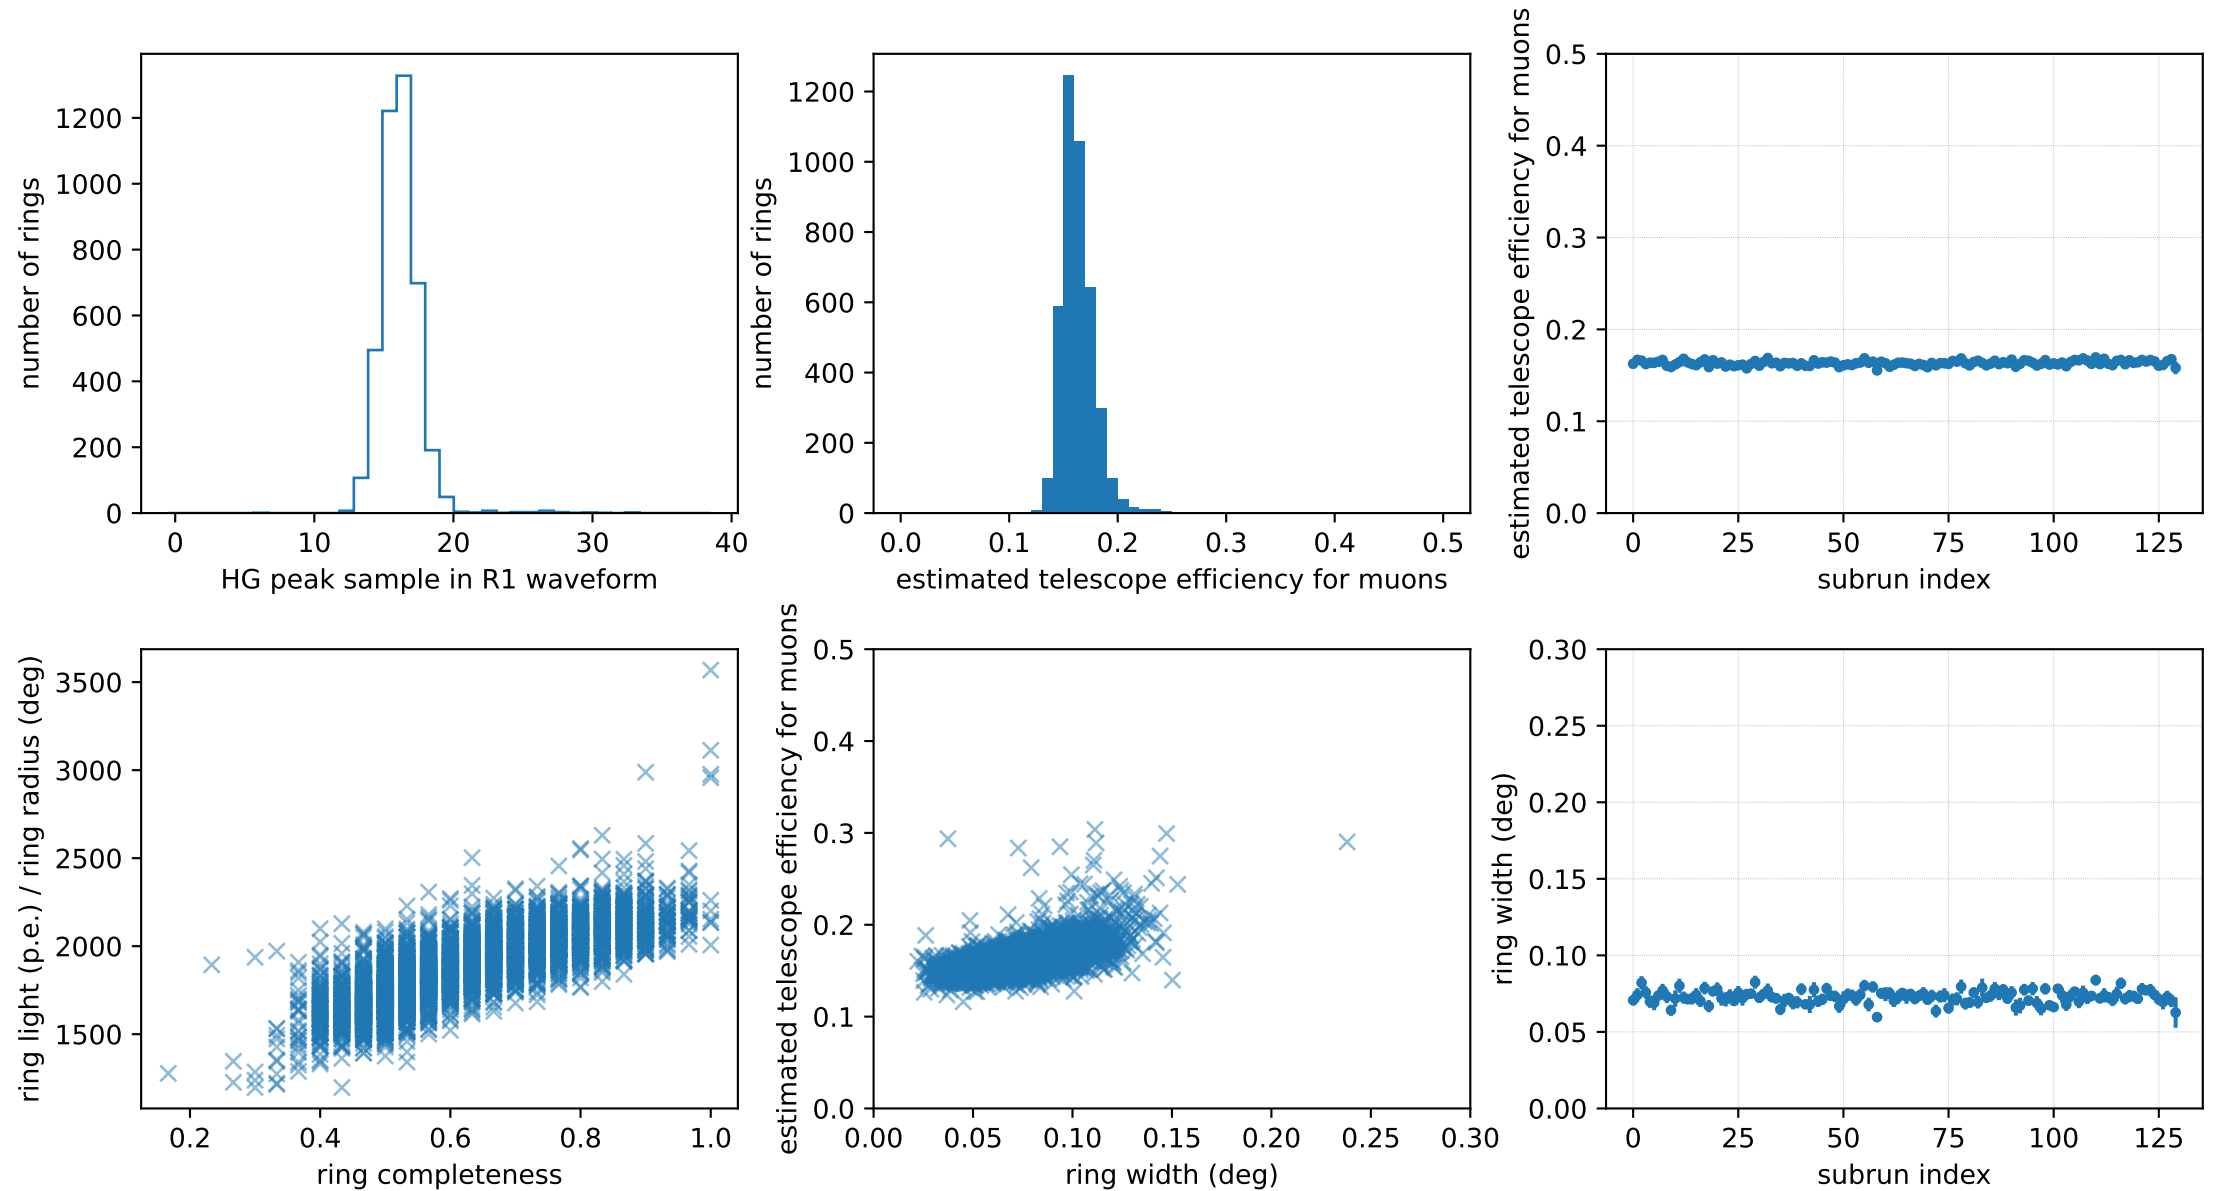 1200
1000
800
600
400
200
0
number of rings
0 10 20 30 40
HG peak sample in R1 waveform
1200
1000
800
600
400
200
0
number of rings
0.0 0.1 0.2 0.3 0.4 0.5
estimated telescope efficiency for muons
0.5
0.4
0.3
0.2
0.1
0.0
estimated telescope efficiency for muons
0 25 50 75 100 125
subrun index
3500
3000
2500
2000
1500
ring light (p.e.) / ring radius (deg)
0.2 0.4 0.6 0.8 1.0
ring completeness
0.5
0.4
0.3
0.2
0.1
0.0
estimated telescope efficiency for muons
0.00 0.05 0.10 0.15 0.20 0.25 0.30
ring width (deg)
0.30
0.25
0.20
0.15
0.10
0.05
0.00
ring width (deg)
0 25 50 75 100 125
subrun index